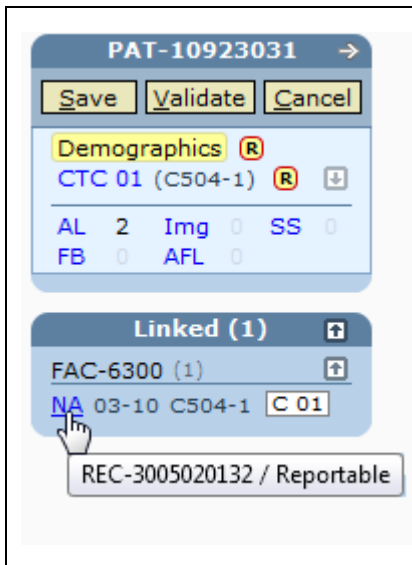 PAT-10923031
Save Validate Cancel
Demographics R
CTC 01 (C504-1) R
AL 2 Img 0 SS 0
FB 0 AFL 0
Linked (1)
FAC-6300 (1)
NA 03-10 C504-1 C 01
REC-3005020132 / Reportable